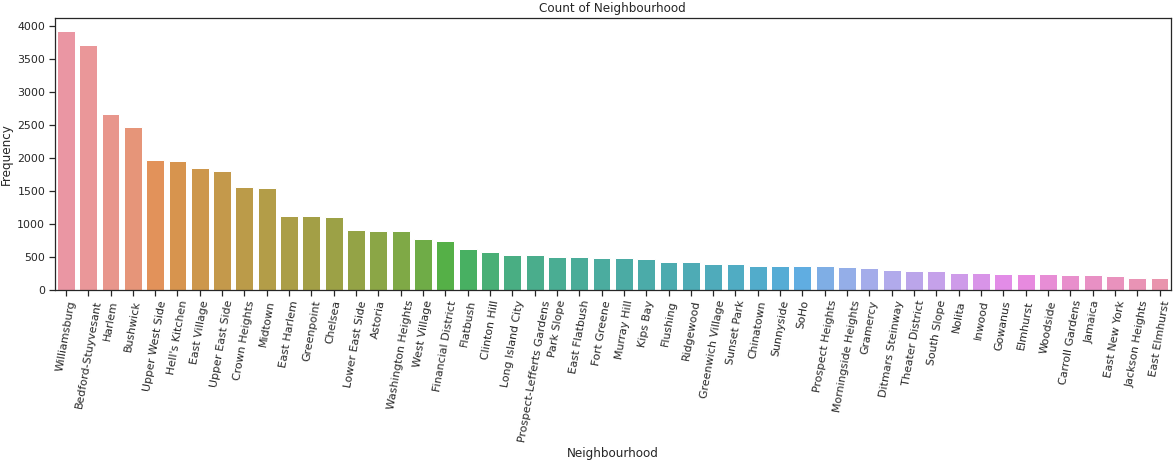 Count of Neighbourhood
Frequency
4000
3500
3000
2500
2000
1500
1000
500
0
Williamsburg
Bedford-Stuyvesant
Harlem
Bushwick
Upper West Side
Hell's Kitchen
East Village
Upper East Side
Crown Heights
Midtown
East Harlem
Greenpoint
Chelsea
Lower East Side
Astoria
Washington Heights
West Village
Financial District
Flatbush
Clinton Hill
Long Island City
Prospect-Lefferts Gardens
Park Slope
East Flatbush
Fort Greene
Murray Hill
Kips Bay
Flushing
Ridgewood
Greenwich Village
Sunset Park
Chinatown
Sunnyside
SoHo
Prospect Heights
Morningside Heights
Gramercy
Ditmars Steinway
Theater District
South Slope
Nolita
Inwood
Gowanus
Elmhurst
Woodside
Carroll Gardens
Jamaica
East New York
Jackson Heights
East Elmhurst
Neighbourhood